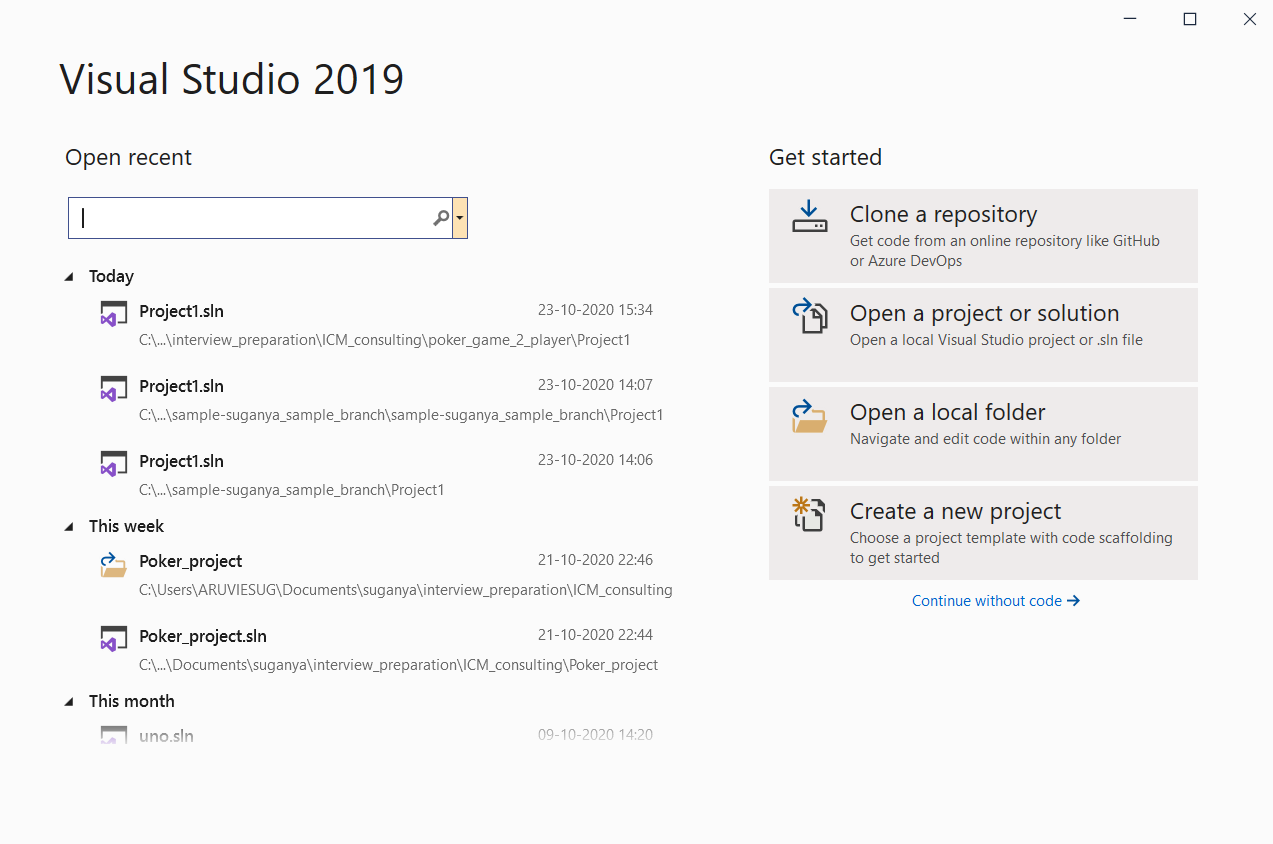 Visual Studio 2019
Open recent
Today
Project1.sln 23-10-2020 15:34
C:\...\interview_preparation\ICM_consulting\poker_game_2_player\Project1
Project1.sln 23-10-2020 14:07
C:\...\sample-suganya_sample_branch\sample-suganya_sample_branch\Project1
Project1.sln 23-10-2020 14:06
C:\...\sample-suganya_sample_branch\Project1
This week
Poker_project 21-10-2020 22:46
C:\Users\ARUVIESUG\Documents\suganya\interview_preparation\ICM_consulting
Poker_project.sln 21-10-2020 22:44
C:\...\Documents\suganya\interview_preparation\ICM_consulting\Poker_project
This month
uno.sln 09-10-2020 14:20
Get started
Clone a repository
Get code from an online repository like GitHub
or Azure DevOps
Open a project or solution
Open a local Visual Studio project or .sln file
Open a local folder
Navigate and edit code within any folder
Create a new project
Choose a project template with code scaffolding
to get started
Continue without code